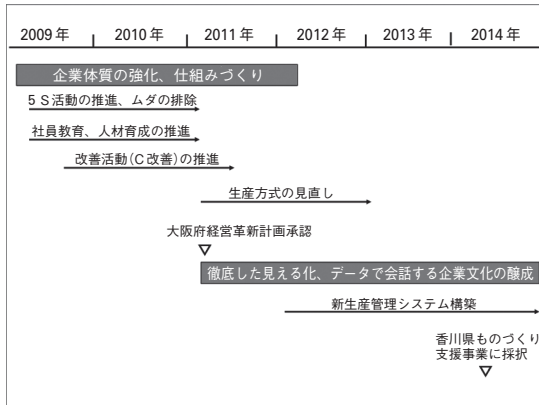 2009年 2010年 2011年 2012年 2013年 2014年
企業体質の強化、仕組みづくり
5S活動の推進、ムダの排除
社員教育、人材育成の推進
改善活動(C改善)の推進
生産方式の見直し
大阪府経営革新計画承認
徹底した見える化、データで会話する企業文化の醸成
新生産管理システム構築
香川県ものづくり
支援事業に採択